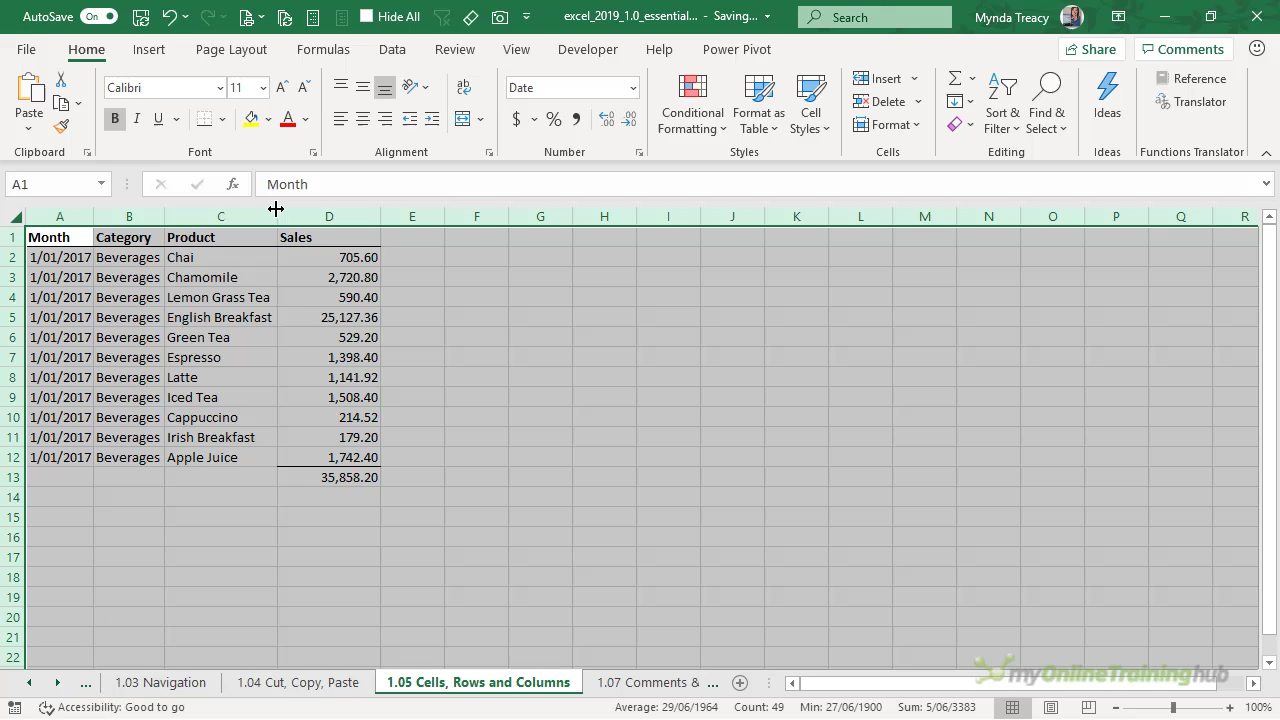 AutoSave On Hide All excel_2019_1.0_essential... - Saving... Search Mynda Treacy
File Home Insert Page Layout Formulas Data Review View Developer Help Power Pivot Share Comments
Paste Calibri 11 Date Conditional Formatting Format as Table Cell Styles Insert Delete Format Sort & Filter Find & Select Ideas Reference Translator
B I U A $ % ,
Clipboard Font Alignment Number Styles Cells Editing Ideas Functions Translator
A1 fx Month
A B C D E F G H I J K L M N O P Q R
1 Month Category Product Sales
2 1/01/2017 Beverages Chai 705.60
3 1/01/2017 Beverages Chamomile 2,720.80
4 1/01/2017 Beverages Lemon Grass Tea 590.40
5 1/01/2017 Beverages English Breakfast 25,127.36
6 1/01/2017 Beverages Green Tea 529.20
7 1/01/2017 Beverages Espresso 1,398.40
8 1/01/2017 Beverages Latte 1,141.92
9 1/01/2017 Beverages Iced Tea 1,508.40
10 1/01/2017 Beverages Cappuccino 214.52
11 1/01/2017 Beverages Irish Breakfast 179.20
12 1/01/2017 Beverages Apple Juice 1,742.40
13 35,858.20
14
15
16
17
18
19
20
21
22
myOnlineTraininghub
... 1.03 Navigation 1.04 Cut, Copy, Paste 1.05 Cells, Rows and Columns 1.07 Comments & ...
Accessibility: Good to go Average: 29/06/1964 Count: 49 Min: 27/06/1900 Sum: 5/06/3383 100%